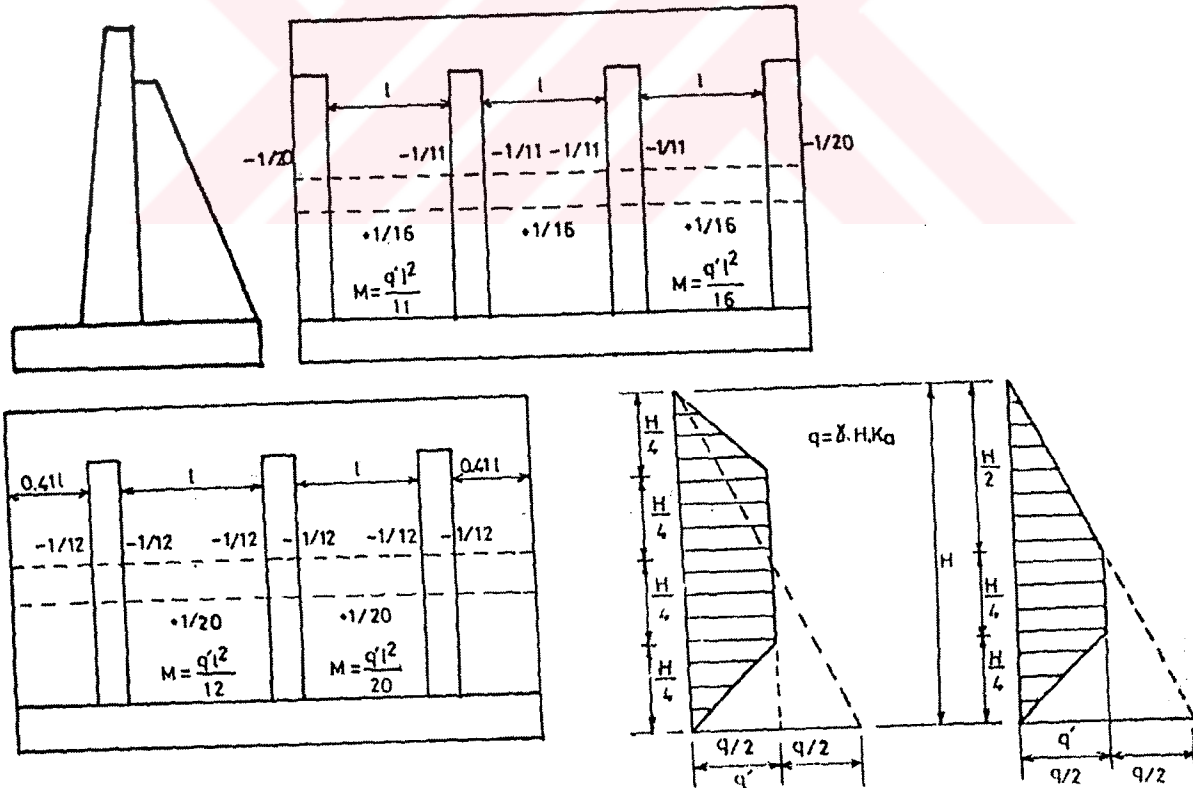 l l l
-1/20 -1/11 -1/11 -1/11 -1/11 -1/20
+1/16 +1/16 +1/16
M=q'l²/11 M=q'l²/16
0.41l l l 0.41l
-1/12 -1/12 -1/12 -1/12 -1/12 -1/12
+1/20 +1/20
M=q'l²/12 M=q'l²/20
q=γ.H.Ka
H/4
H/4
H/4
H/4
q/2 q/2
q'
H
H/2
H/4
H/4
q'
q/2 q/2